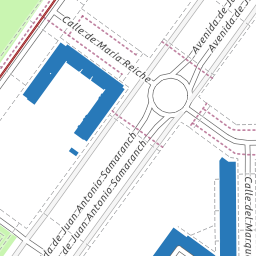 Calle de María Reiche
Avenida de J
Avenida de J
da de Juan Antonio Samaranch
de Juan Antonio Samaranch
Calle del Marqu